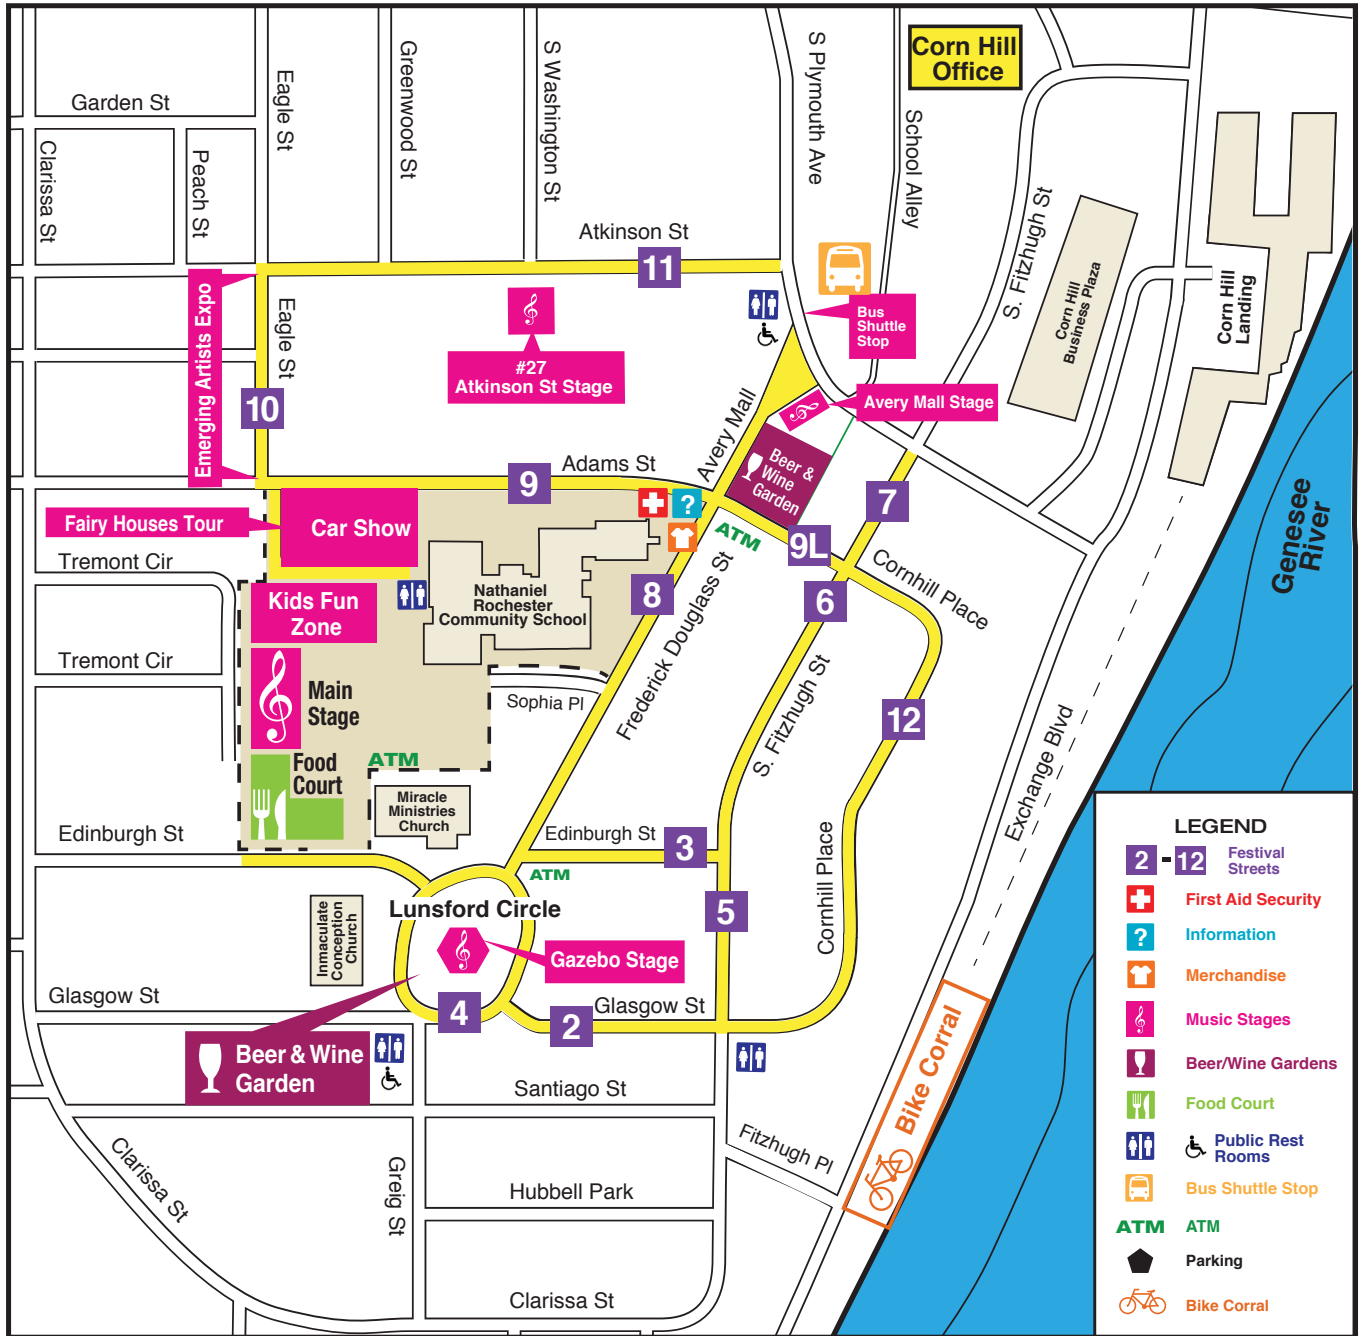 Corn Hill
Office
Garden St
Clarissa St
Peach St
Eagle St
Greenwood St
S Washington St
S Plymouth Ave
School Alley
S. Fitzhugh St
Atkinson St
11
Emerging Artists Expo
Eagle St
10
#27
Atkinson St Stage
Bus
Shuttle
Stop
Avery Mall Stage
Avery Mall
Beer &
Wine
Garden
Corn Hill
Business Plaza
Corn Hill
Landing
Genesee
River
Adams St
9
?
ATM
9L
7
Fairy Houses Tour
Car Show
Tremont Cir
Kids Fun
Zone
Nathaniel
Rochester
Community School
8
Frederick Douglass St
6
Cornhill Place
Tremont Cir
Main
Stage
Sophia Pl
S. Fitzhugh St
12
Exchange Blvd
ATM
Food
Court
Miracle
Ministries
Church
Edinburgh St
Edinburgh St
3
ATM
Cornhill Place
Lunsford Circle
5
Inmaculate
Conception
Church
Gazebo Stage
Glasgow St
4
2
Glasgow St
Beer & Wine
Garden
Santiago St
Bike Corral
Fitzhugh Pl
Clarissa St
Greig St
Hubbell Park
Clarissa St
LEGEND
2 - 12 Festival
Streets
First Aid Security
? Information
Merchandise
Music Stages
Beer/Wine Gardens
Food Court
Public Rest
Rooms
Bus Shuttle Stop
ATM ATM
Parking
Bike Corral